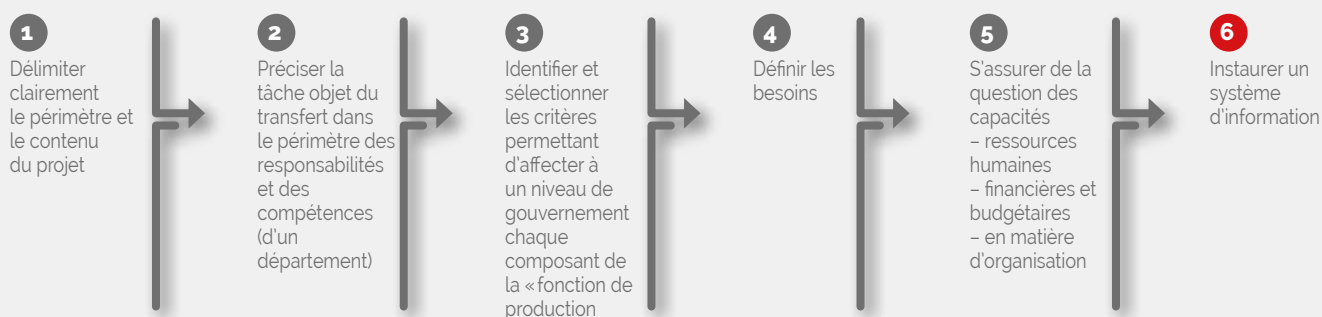 1
Délimiter
clairement
le périmètre et
le contenu
du projet
2
Préciser la
tâche objet du
transfert dans
le périmètre des
responsabilités
et des
compétences
(d'un
département)
3
Identifier et
sélectionner
les critères
permettant
d'affecter à
un niveau de
gouvernement
chaque
composant de
la « fonction de
production
4
Définir les
besoins
5
S'assurer de la
question des
capacités
– ressources
humaines
– financières et
budgétaires
– en matière
d'organisation
6
Instaurer un
système
d'information